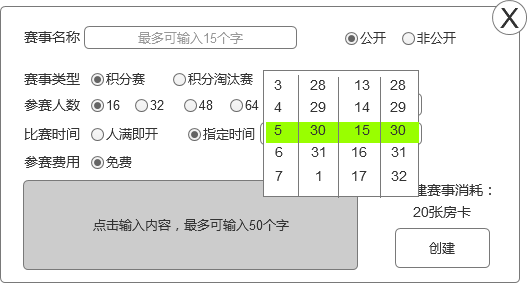 X
赛事名称 最多可输入15个字 公开 非公开
赛事类型 积分赛 积分淘汰赛
参赛人数 16 32 48 64
比赛时间 人满即开 指定时间
参赛费用 免费
3 28 13 28
4 29 14 29
5 30 15 30
6 31 16 31
7 1 17 32
点击输入内容，最多可输入50个字
建赛事消耗：
20张房卡
创建